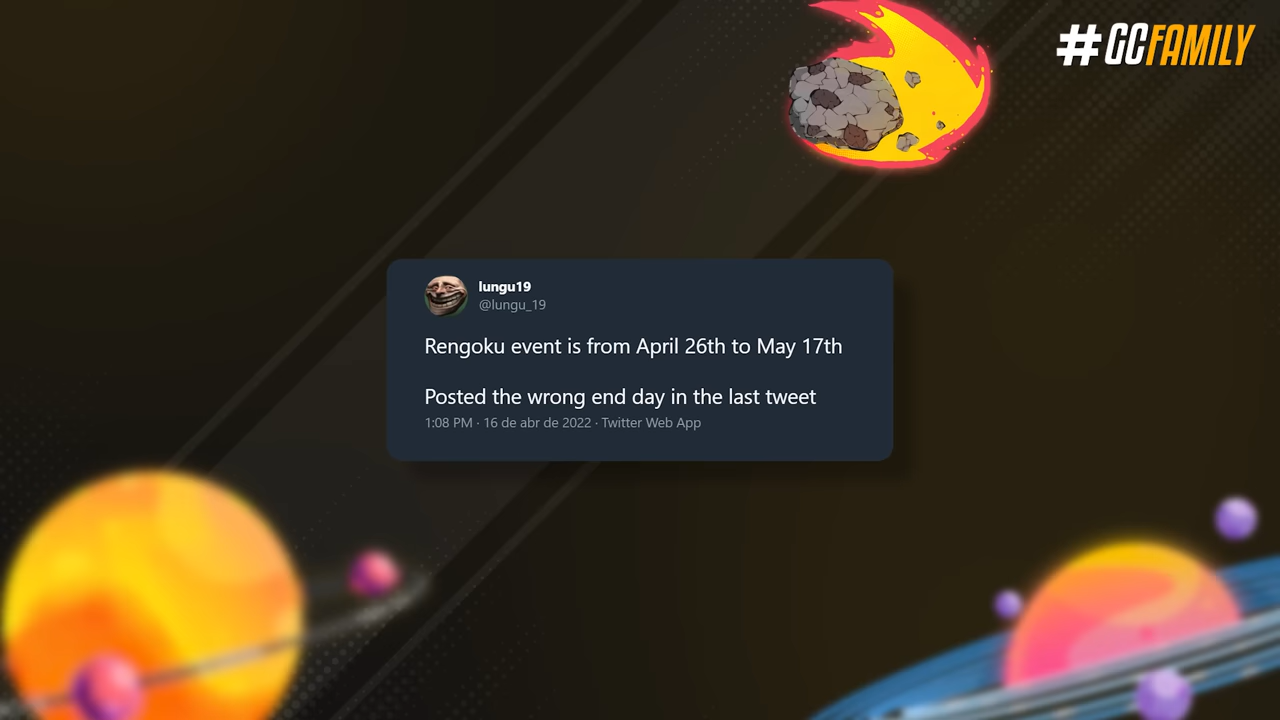 #GCFAMILY
lungu19
@lungu_19
Rengoku event is from April 26th to May 17th
Posted the wrong end day in the last tweet
1:08 PM · 16 de abr de 2022 · Twitter Web App